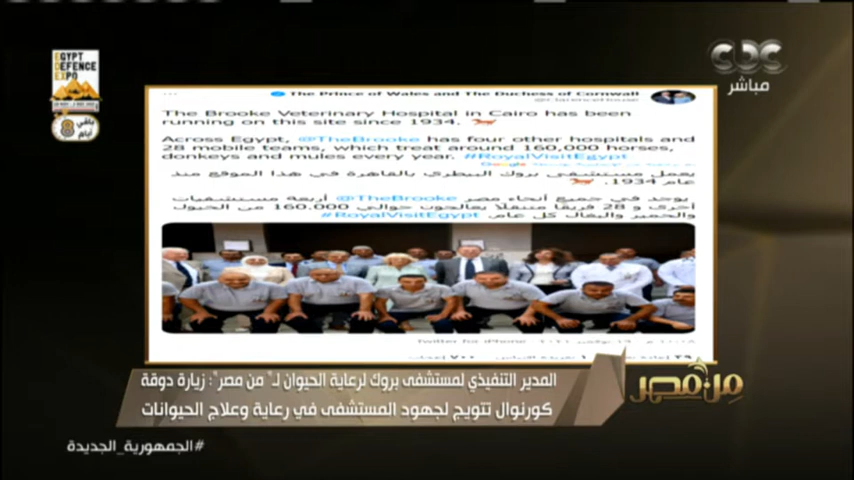 EGYPT
DEFENCE
EXPO
باقي
8
أيام
cbc
مباشر
The Prince of Wales and The Duchess of Cornwall
The Brooke Veterinary Hospital in Cairo has been
running on this site since 1934.
Across Egypt, @TheBrooke has four other hospitals and
28 mobile teams, which treat around 160,000 horses,
donkeys and mules every year. #RoyalVisitEgypt
Google
يعمل مستشفى بروك البيطري بالقاهرة في هذا الموقع منذ
عام 1934.
يوجد في جميع أنحاء مصر @TheBrooke أربعة مستشفيات
أخرى و 28 فريقا متنقلا يعالجون حوالي 160,000 من الخيول
والحمير والبغال كل عام. #RoyalVisitEgypt
Twitter for iPhone
المدير التنفيذي لمستشفى بروك لرعاية الحيوان لـ" من مصر": زيارة دوقة
كورنوال تتويج لجهود المستشفى في رعاية وعلاج الحيوانات
من مصر
#الجمهورية_الجديدة